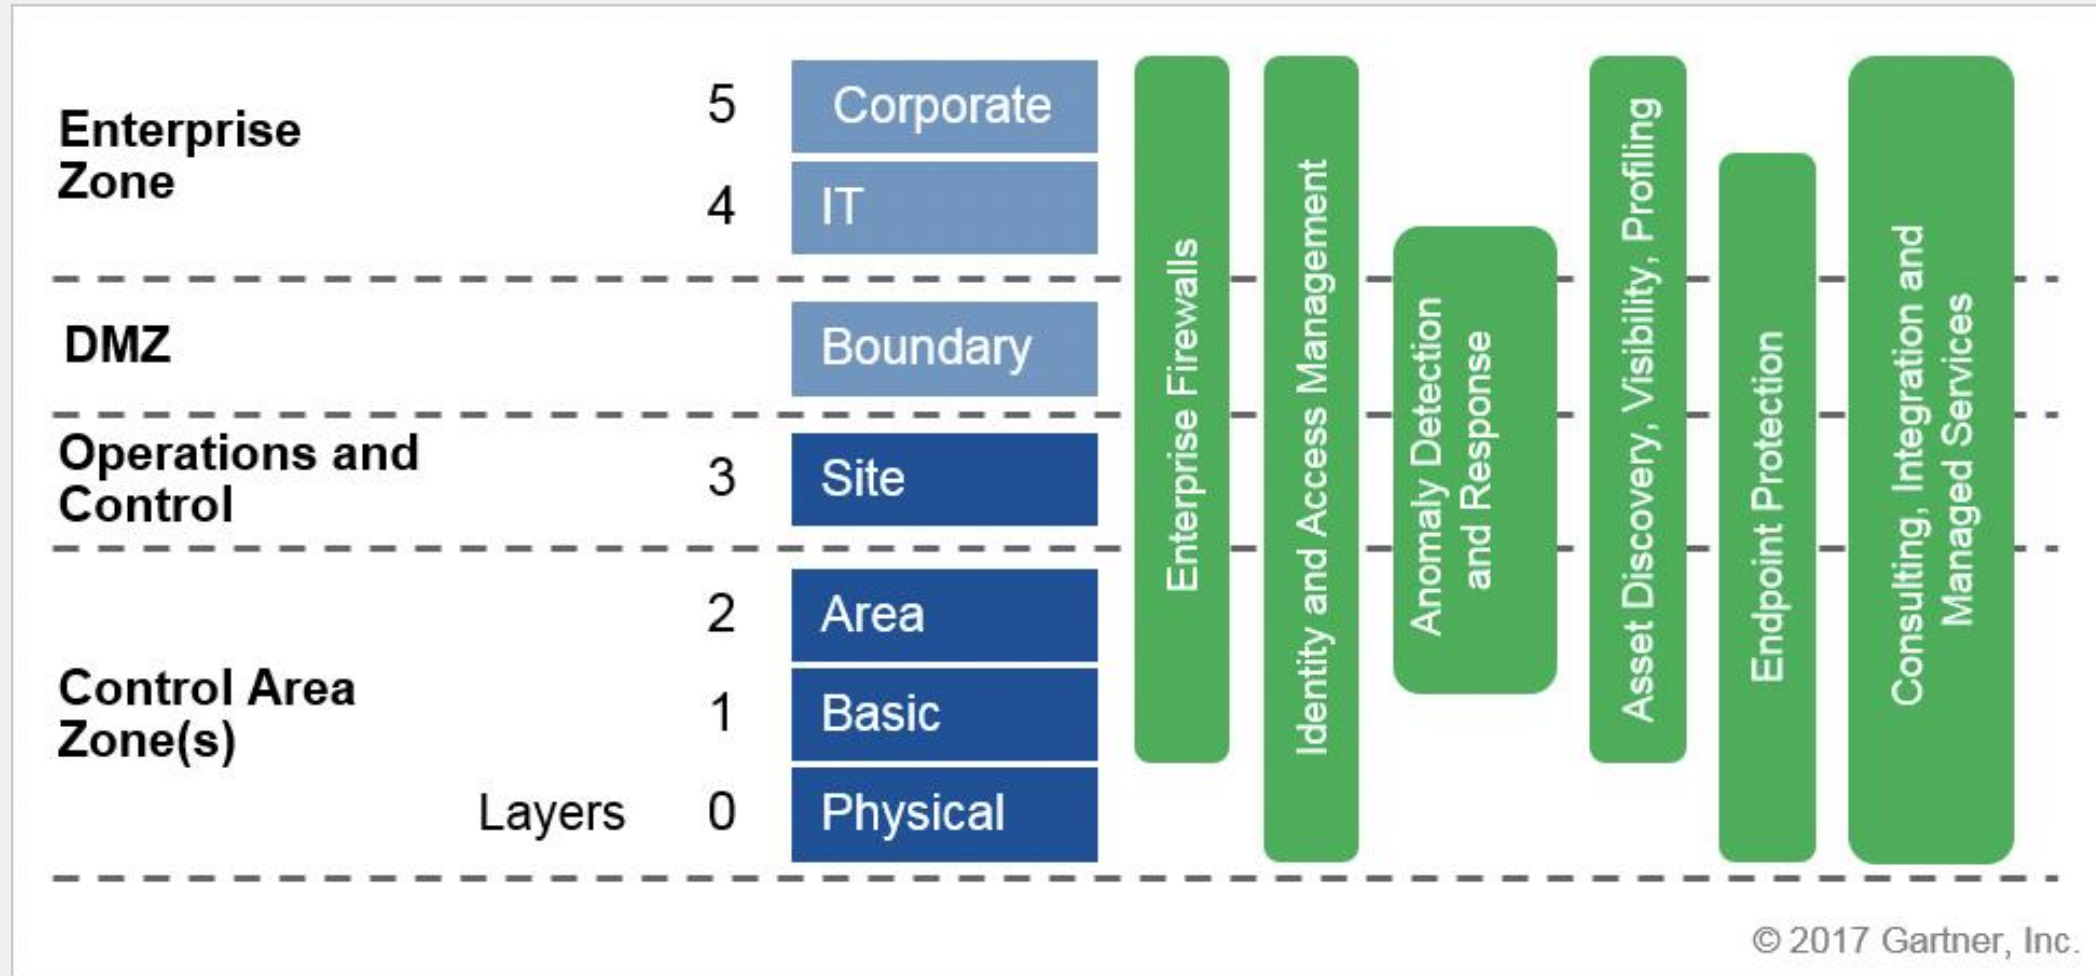 Enterprise
Zone
5
Corporate
4
IT
DMZ
Boundary
Operations and
Control
3
Site
2
Area
Control Area
Zone(s)
1
Basic
Layers
0
Physical
Enterprise Firewalls
Identity and Access Management
Anomaly Detection
and Response
Asset Discovery, Visibility, Profiling
Endpoint Protection
Consulting, Integration and
Managed Services
© 2017 Gartner, Inc.